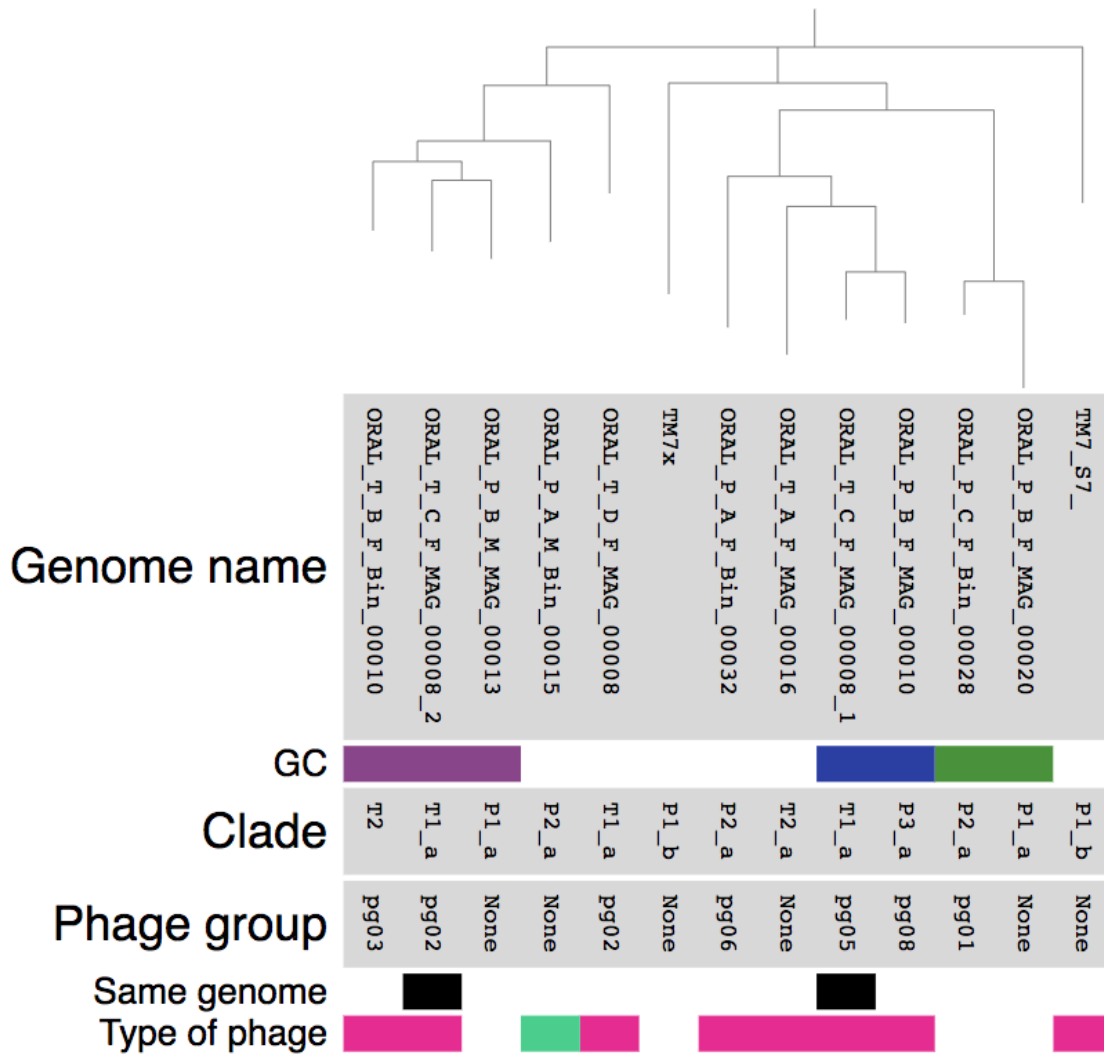 Genome name
ORAL_T_B_F_Bin_00010
ORAL_T_C_F_MAG_00008_2
ORAL_P_B_M_MAG_00013
ORAL_P_A_M_Bin_00015
ORAL_T_D_F_MAG_00008
TM7x
ORAL_P_A_F_Bin_00032
ORAL_T_A_F_MAG_00016
ORAL_T_C_F_MAG_00008_1
ORAL_P_B_F_MAG_00010
ORAL_P_C_F_Bin_00028
ORAL_P_B_F_MAG_00020
TM7_S7_
GC
Clade
T2
T1_a
P1_a
P2_a
T1_a
P1_b
P2_a
T2_a
T1_a
P3_a
P2_a
P1_a
P1_b
Phage group
pg03
pg02
None
None
pg02
None
pg06
None
pg05
pg08
pg01
None
None
Same genome
Type of phage